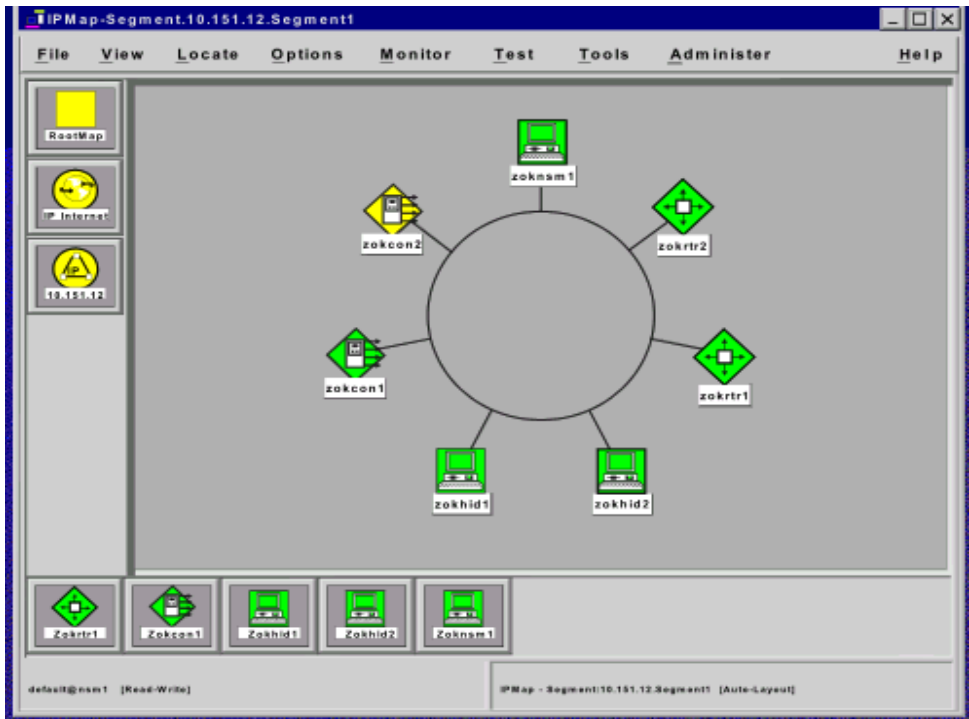 IPMap-Segment.10.151.12.Segment1
File View Locate Options Monitor Test Tools Administer Help
RootMap
IP Internet
IP
10.151.12
zoknsm1
zokcon2
zokrtr2
zokcon1
zokrtr1
zokhid1
zokhid2
Zokrtr1
Zokcon1
Zokhid1
Zokhid2
Zoknsm1
default@nsm1 [Read-Write]
IPMap - Segment:10.151.12.Segment1 [Auto-Layout]